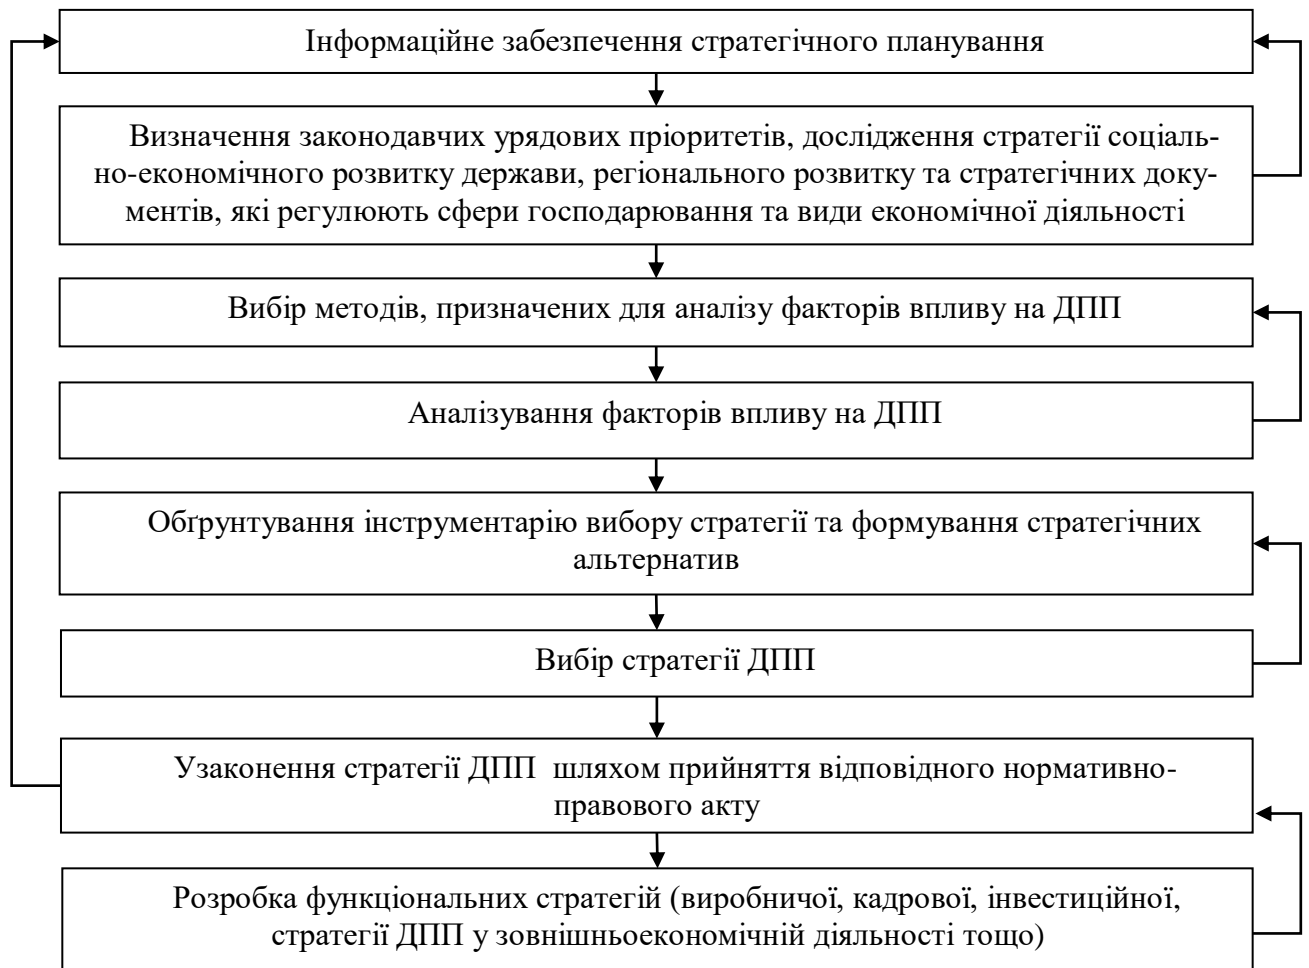 Інформаційне забезпечення стратегічного планування
Визначення законодавчих урядових пріоритетів, дослідження стратегії соціаль-
но-економічного розвитку держави, регіонального розвитку та стратегічних доку-
ментів, які регулюють сфери господарювання та види економічної діяльності
Вибір методів, призначених для аналізу факторів впливу на ДПП
Аналізування факторів впливу на ДПП
Обґрунтування інструментарію вибору стратегії та формування стратегічних
альтернатив
Вибір стратегії ДПП
Узаконення стратегії ДПП шляхом прийняття відповідного нормативно-
правового акту
Розробка функціональних стратегій (виробничої, кадрової, інвестиційної,
стратегії ДПП у зовнішньоекономічній діяльності тощо)